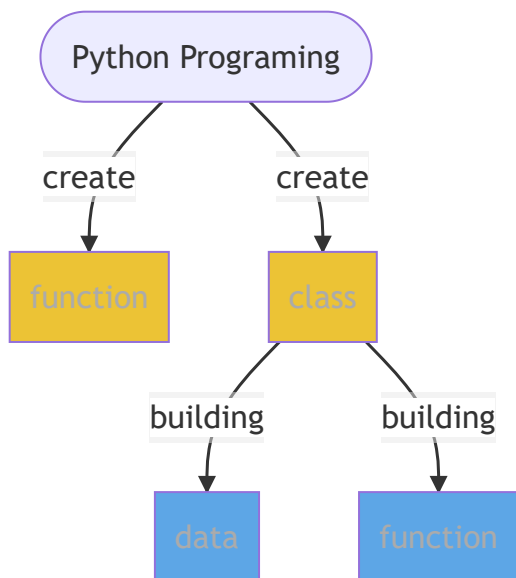 Python Programing
create
create
function
class
building
building
data
function